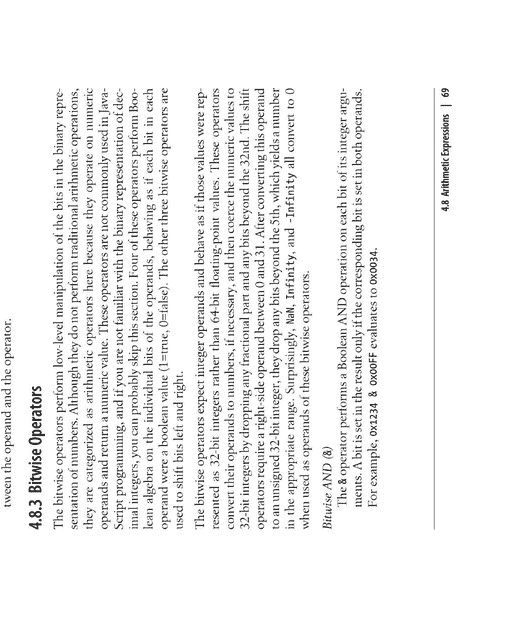 tween the operand and the operator.
4.8.3 Bitwise Operators
The bitwise operators perform low-level manipulation of the bits in the binary repre-
sentation of numbers. Although they do not perform traditional arithmetic operations,
they are categorized as arithmetic operators here because they operate on numeric
operands and return a numeric value. These operators are not commonly used in Java-
Script programming, and if you are not familiar with the binary representation of dec-
imal integers, you can probably skip this section. Four of these operators perform Boo-
lean algebra on the individual bits of the operands, behaving as if each bit in each
operand were a boolean value (1=true, 0=false). The other three bitwise operators are
used to shift bits left and right.
The bitwise operators expect integer operands and behave as if those values were rep-
resented as 32-bit integers rather than 64-bit floating-point values. These operators
convert their operands to numbers, if necessary, and then coerce the numeric values to
32-bit integers by dropping any fractional part and any bits beyond the 32nd. The shift
operators require a right-side operand between 0 and 31. After converting this operand
to an unsigned 32-bit integer, they drop any bits beyond the 5th, which yields a number
in the appropriate range. Surprisingly, NaN, Infinity, and -Infinity all convert to 0
when used as operands of these bitwise operators.
Bitwise AND (&)
The & operator performs a Boolean AND operation on each bit of its integer argu-
ments. A bit is set in the result only if the corresponding bit is set in both operands.
For example, 0x1234 & 0x00FF evaluates to 0x0034.
4.8 Arithmetic Expressions | 69